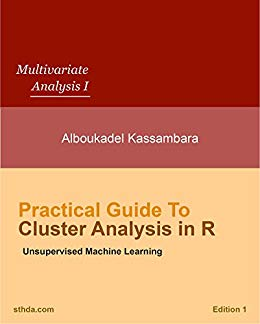 Multivariate
Analysis I
Alboukadel Kassambara
Practical Guide To
Cluster Analysis in R
Unsupervised Machine Learning
sthda.com Edition 1